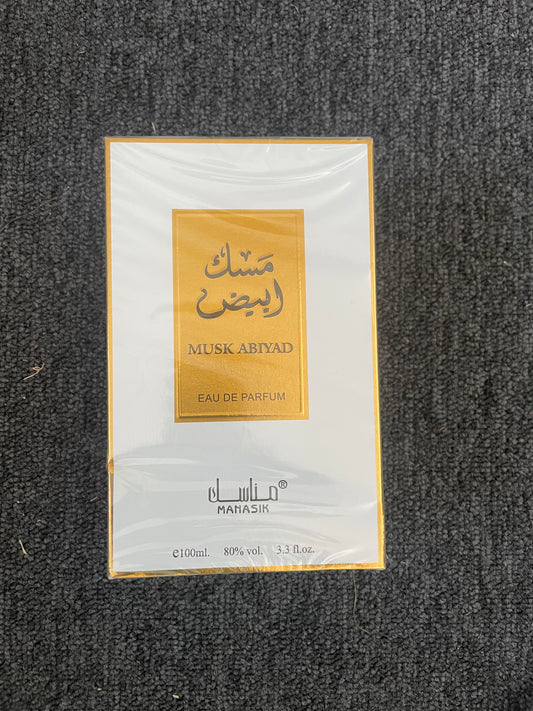 مسك
ابيض
MUSK ABIYAD
EAU DE PARFUM
مناسك®
MANASIK
℮100ml. 80% vol. 3.3 fl.oz.